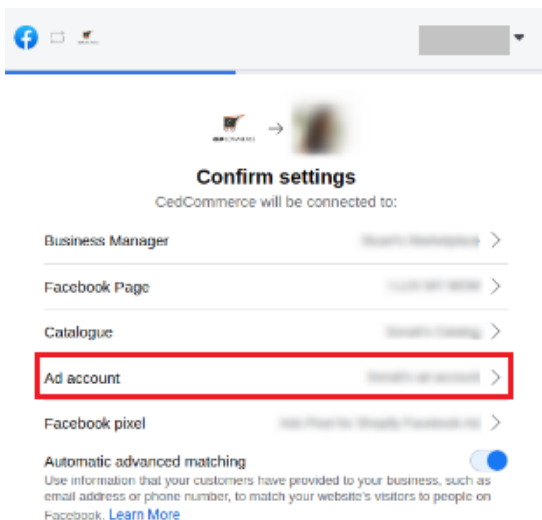 Confirm settings
CedCommerce will be connected to:
Business Manager
Facebook Page
Catalogue
Ad account
Facebook pixel
Automatic advanced matching
Use information that your customers have provided to your business, such as
email address or phone number, to match your website's visitors to people on
Facebook. Learn More